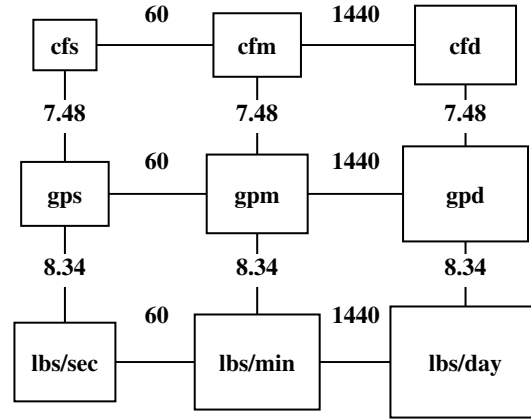 60 1440
cfs cfm cfd
7.48 7.48 7.48
60 1440
gps gpm gpd
8.34 8.34 8.34
60 1440
lbs/sec lbs/min lbs/day